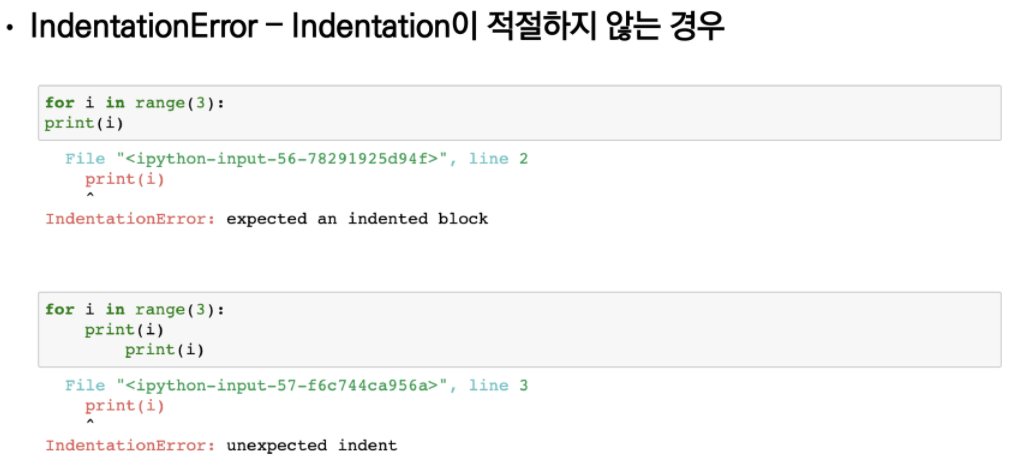 • IndentationError – Indentation이 적절하지 않는 경우
for i in range(3):
print(i)
File "<ipython-input-56-78291925d94f>", line 2
print(i)
^
IndentationError: expected an indented block
for i in range(3):
    print(i)
        print(i)
File "<ipython-input-57-f6c744ca956a>", line 3
print(i)
^
IndentationError: unexpected indent